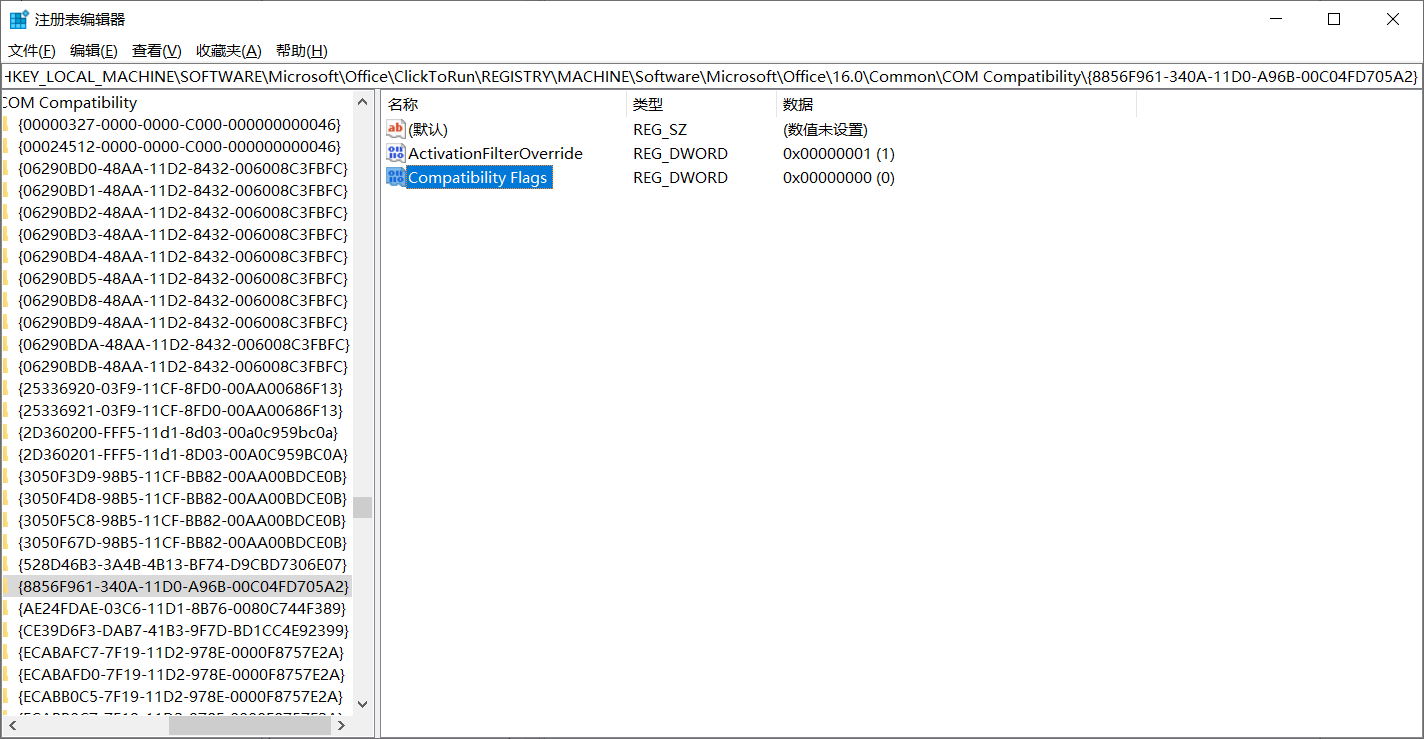 注册表编辑器
文件(F) 编辑(E) 查看(V) 收藏夹(A) 帮助(H)
HKEY_LOCAL_MACHINE\SOFTWARE\Microsoft\Office\ClickToRun\REGISTRY\MACHINE\Software\Microsoft\Office\16.0\Common\COM Compatibility\{8856F961-340A-11D0-A96B-00C04FD705A2}
COM Compatibility
{00000327-0000-0000-C000-000000000046}
{00024512-0000-0000-C000-000000000046}
{06290BD0-48AA-11D2-8432-006008C3FBFC}
{06290BD1-48AA-11D2-8432-006008C3FBFC}
{06290BD2-48AA-11D2-8432-006008C3FBFC}
{06290BD3-48AA-11D2-8432-006008C3FBFC}
{06290BD4-48AA-11D2-8432-006008C3FBFC}
{06290BD5-48AA-11D2-8432-006008C3FBFC}
{06290BD8-48AA-11D2-8432-006008C3FBFC}
{06290BD9-48AA-11D2-8432-006008C3FBFC}
{06290BDA-48AA-11D2-8432-006008C3FBFC}
{06290BDB-48AA-11D2-8432-006008C3FBFC}
{25336920-03F9-11CF-8FD0-00AA00686F13}
{25336921-03F9-11CF-8FD0-00AA00686F13}
{2D360200-FFF5-11d1-8d03-00a0c959bc0a}
{2D360201-FFF5-11d1-8D03-00A0C959BC0A}
{3050F3D9-98B5-11CF-BB82-00AA00BDCE0B}
{3050F4D8-98B5-11CF-BB82-00AA00BDCE0B}
{3050F5C8-98B5-11CF-BB82-00AA00BDCE0B}
{3050F67D-98B5-11CF-BB82-00AA00BDCE0B}
{528D46B3-3A4B-4B13-BF74-D9CBD7306E07}
{8856F961-340A-11D0-A96B-00C04FD705A2}
{AE24FDAE-03C6-11D1-8B76-0080C744F389}
{CE39D6F3-DAB7-41B3-9F7D-BD1CC4E92399}
{ECABAFC7-7F19-11D2-978E-0000F8757E2A}
{ECABAFD0-7F19-11D2-978E-0000F8757E2A}
{ECABB0C5-7F19-11D2-978E-0000F8757E2A}
名称 类型 数据
(默认) REG_SZ (数值未设置)
ActivationFilterOverride REG_DWORD 0x00000001 (1)
Compatibility Flags REG_DWORD 0x00000000 (0)